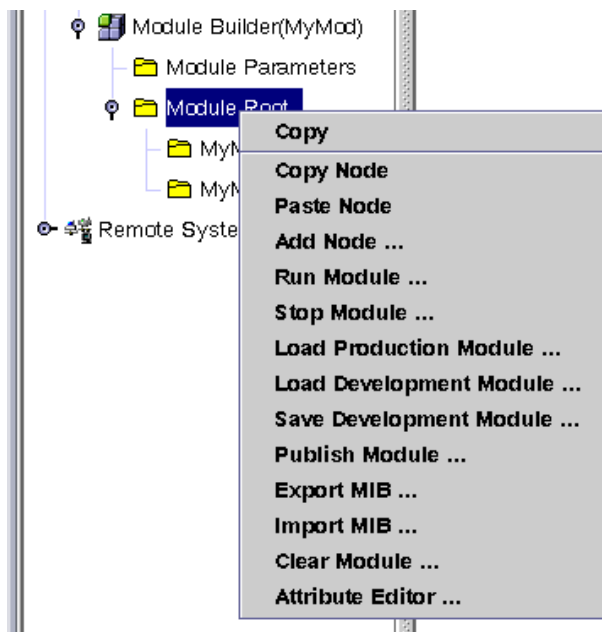 Module Builder(MyMod)
Module Parameters
Module Root
Copy
Copy Node
Paste Node
Add Node ...
Run Module ...
Remote Syste
Stop Module ...
Load Production Module ...
Load Development Module ...
Save Development Module ...
Publish Module ...
Export MIB ...
Import MIB ...
Clear Module ...
Attribute Editor ...